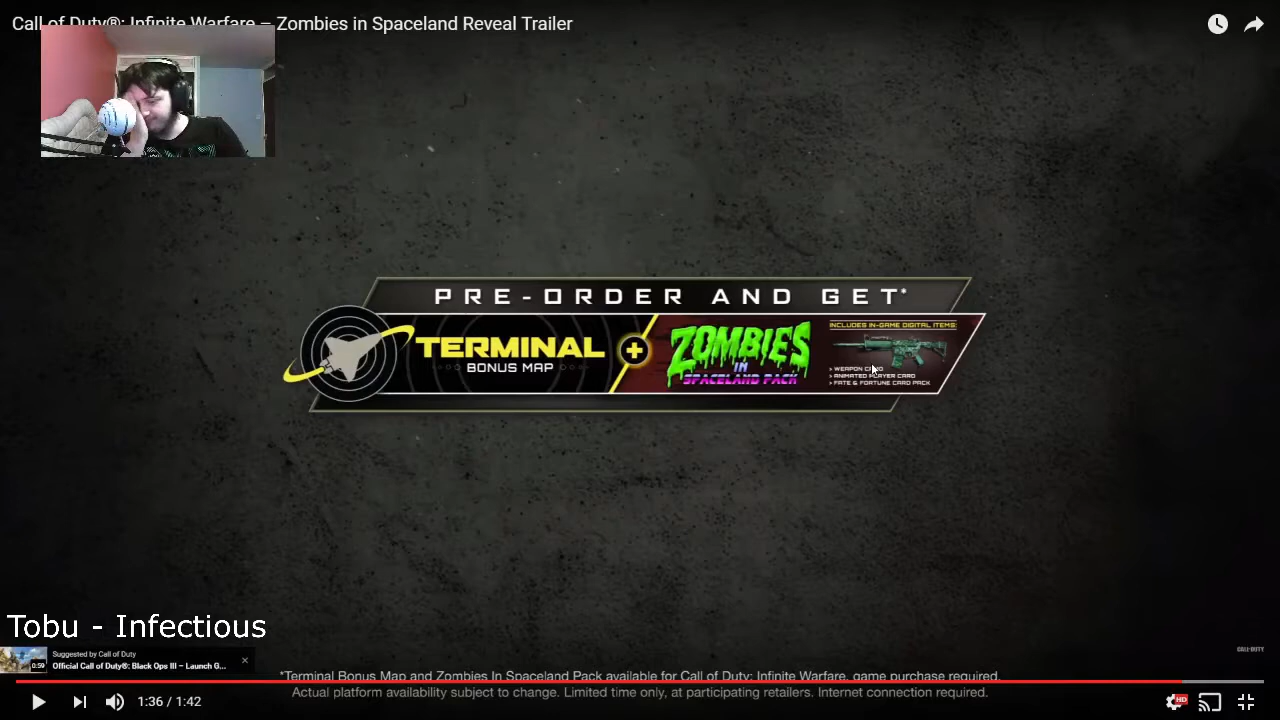 Call of Duty®: Infinite Warfare – Zombies in Spaceland Reveal Trailer
PRE-ORDER AND GET*
TERMINAL
BONUS MAP
+
ZOMBIES
IN
SPACELAND PACK
INCLUDES IN-GAME DIGITAL ITEMS:
> WEAPON
> ANIMATED PLAYER CARD
> FATE & FORTUNE CARD PACK
Tobu - Infectious
CALL·DUTY
Suggested by Call of Duty
0:59
Official Call of Duty®: Black Ops III – Launch G...
*Terminal Bonus Map and Zombies In Spaceland Pack available for Call of Duty: Infinite Warfare, game purchase required.
Actual platform availability subject to change. Limited time only, at participating retailers. Internet connection required.
1:36 / 1:42
HD